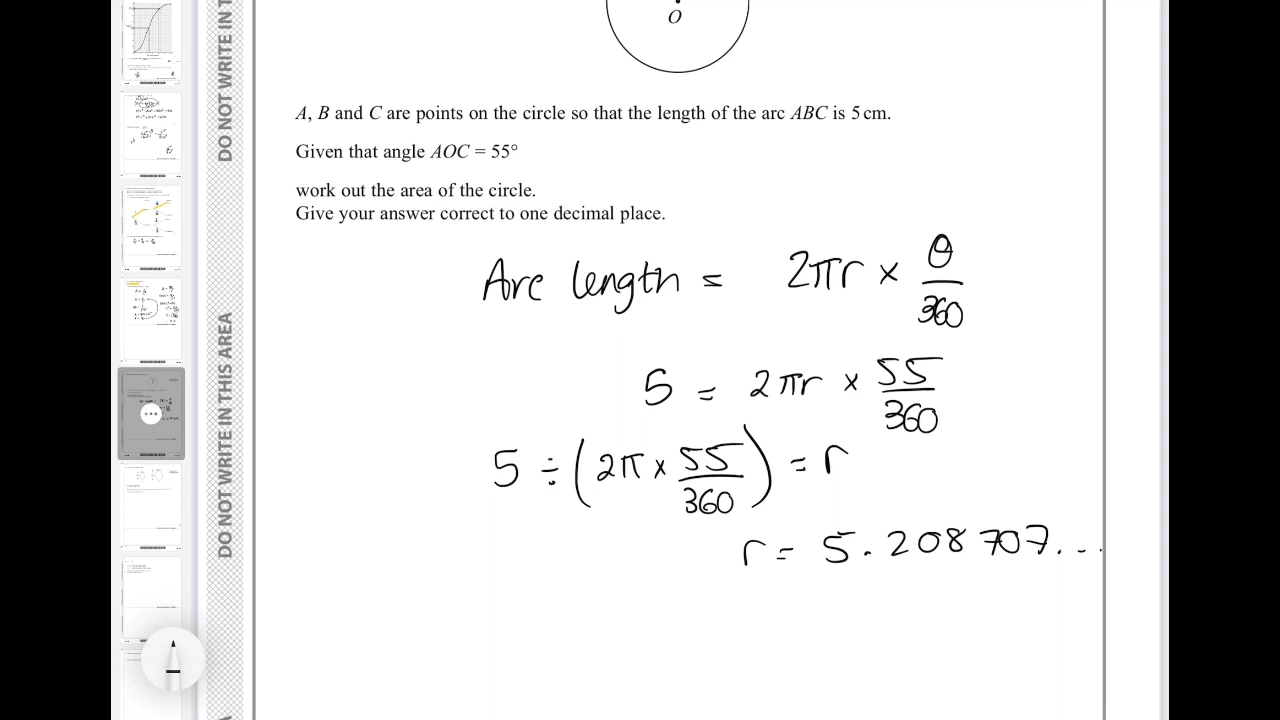 DO NOT WRITE IN T
O
A, B and C are points on the circle so that the length of the arc ABC is 5 cm.
Given that angle AOC = 55°
work out the area of the circle.
Give your answer correct to one decimal place.
Arc length = 2πr × θ/360
DO NOT WRITE IN THIS AREA
5 = 2πr × 55/360
5 ÷ (2π × 55/360) = r
r = 5.208707...
A